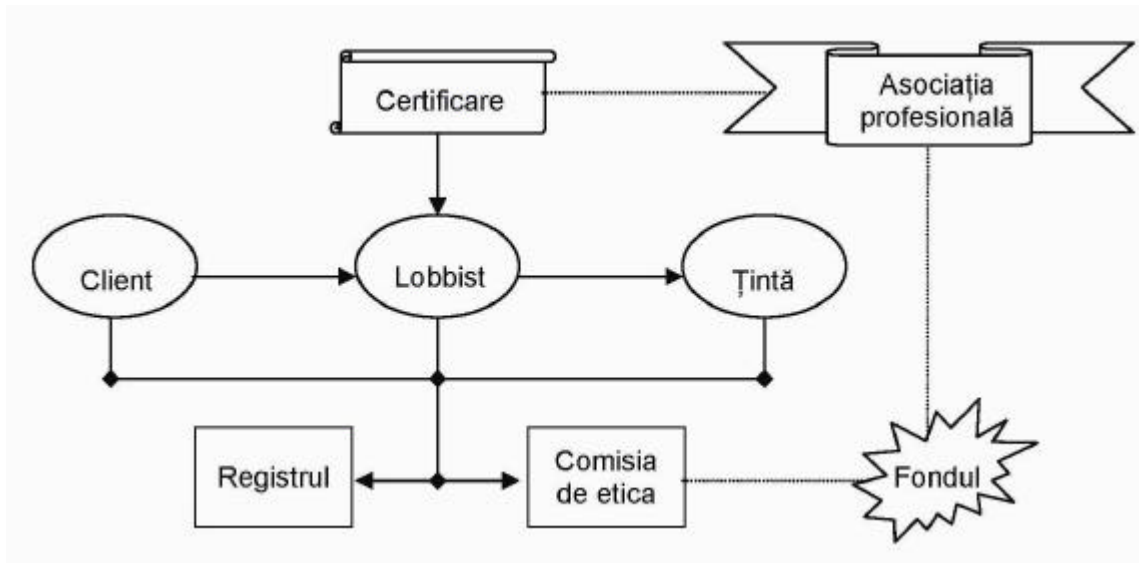 Certificare
Asociația
profesională
Client
Lobbist
Țintă
Registrul
Comisia
de etica
Fondul